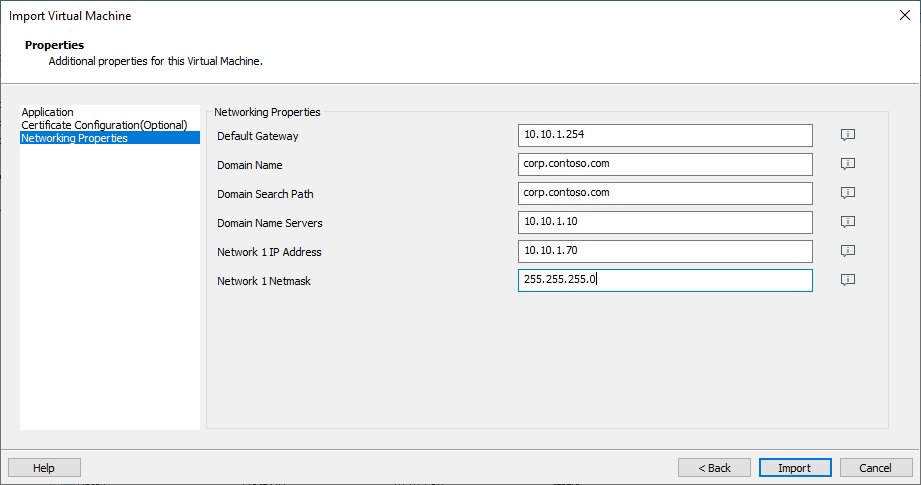 Import Virtual Machine
Properties
Additional properties for this Virtual Machine.
Application
Certificate Configuration(Optional)
Networking Properties
Networking Properties
Default Gateway 10.10.1.254
Domain Name corp.contoso.com
Domain Search Path corp.contoso.com
Domain Name Servers 10.10.1.10
Network 1 IP Address 10.10.1.70
Network 1 Netmask 255.255.255.0
Help < Back Import Cancel